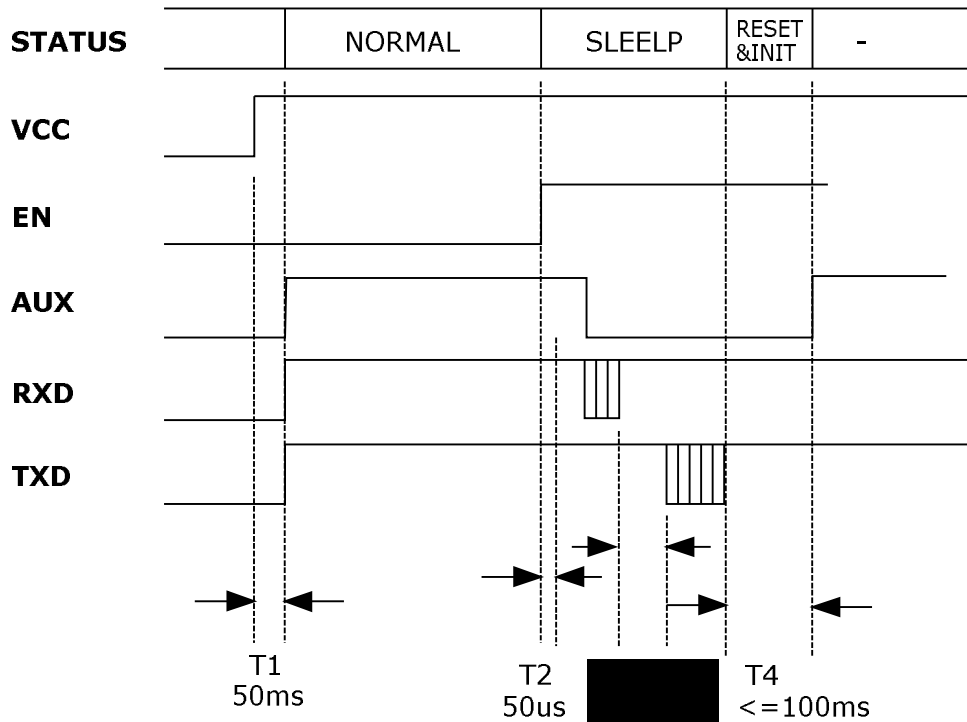 STATUS NORMAL SLEELP RESET &INIT -
VCC
EN
AUX
RXD
TXD
T1 T2 T4
50ms 50us <=100ms